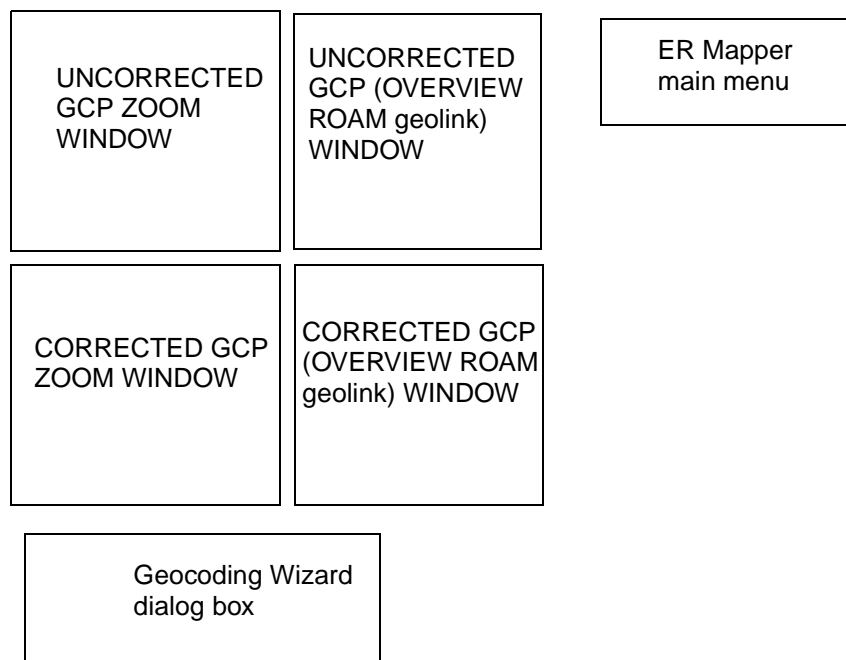 UNCORRECTED
GCP ZOOM
WINDOW
UNCORRECTED
GCP (OVERVIEW
ROAM geolink)
WINDOW
ER Mapper
main menu
CORRECTED GCP
ZOOM WINDOW
CORRECTED GCP
(OVERVIEW ROAM
geolink) WINDOW
Geocoding Wizard
dialog box